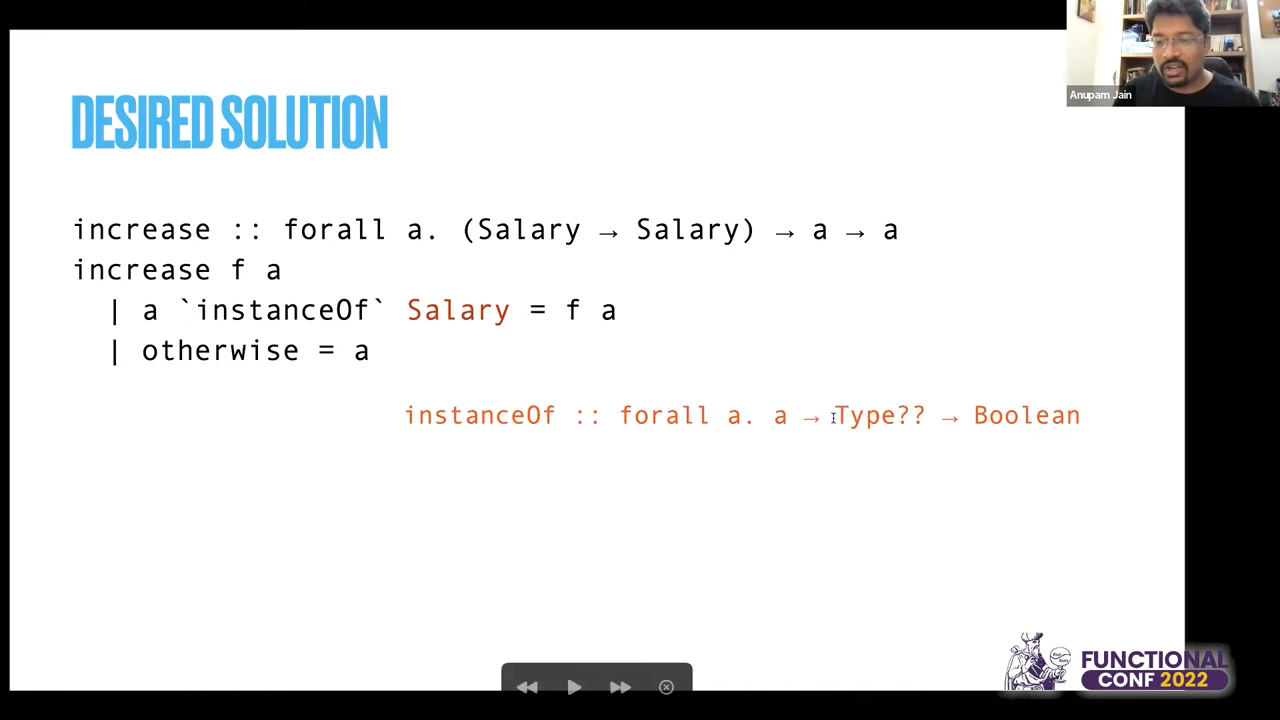 Anupam Jain
DESIRED SOLUTION
increase :: forall a. (Salary → Salary) → a → a
increase f a
| a `instanceOf` Salary = f a
| otherwise = a
instanceOf :: forall a. a → Type?? → Boolean
FUNCTIONAL
CONF 2022